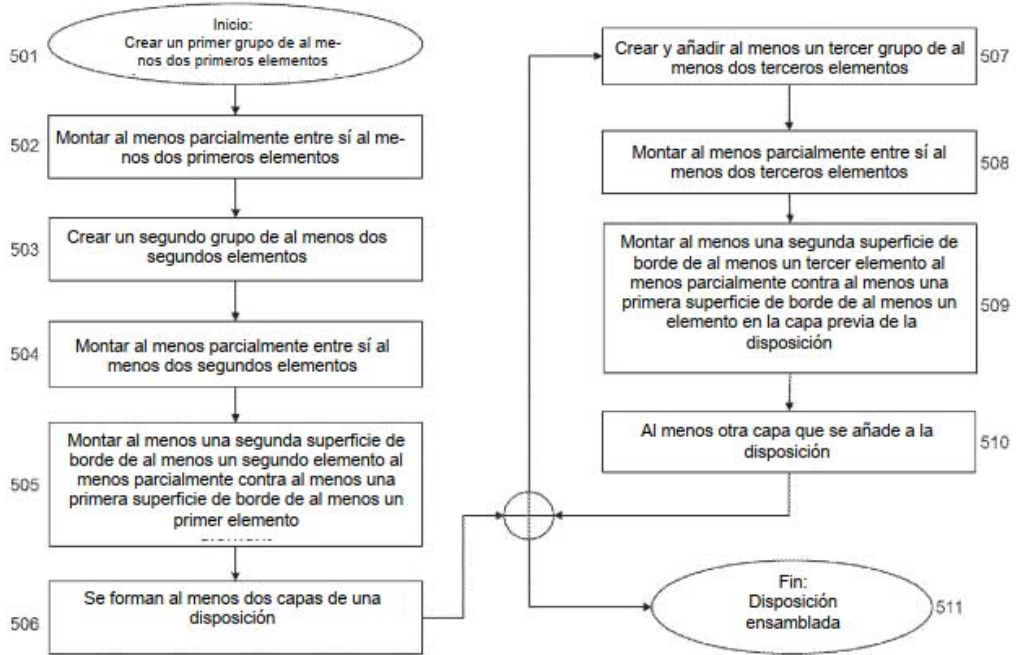 501
Inicio:
Crear un primer grupo de al me-
nos dos primeros elementos
502
Montar al menos parcialmente entre sí al me-
nos dos primeros elementos
503
Crear un segundo grupo de al menos dos
segundos elementos
504
Montar al menos parcialmente entre sí al
menos dos segundos elementos
505
Montar al menos una segunda superficie de
borde de al menos un segundo elemento al
menos parcialmente contra al menos una
primera superficie de borde de al menos un
primer elemento
506
Se forman al menos dos capas de una
disposición
Crear y añadir al menos un tercer grupo de al
menos dos terceros elementos
507
Montar al menos parcialmente entre sí al
menos dos terceros elementos
508
Montar al menos una segunda superficie de
borde de al menos un tercer elemento al
menos parcialmente contra al menos una
primera superficie de borde de al menos un
elemento en la capa previa de la
disposición
509
Al menos otra capa que se añade a la
disposición
510
Fin:
Disposición
ensamblada
511